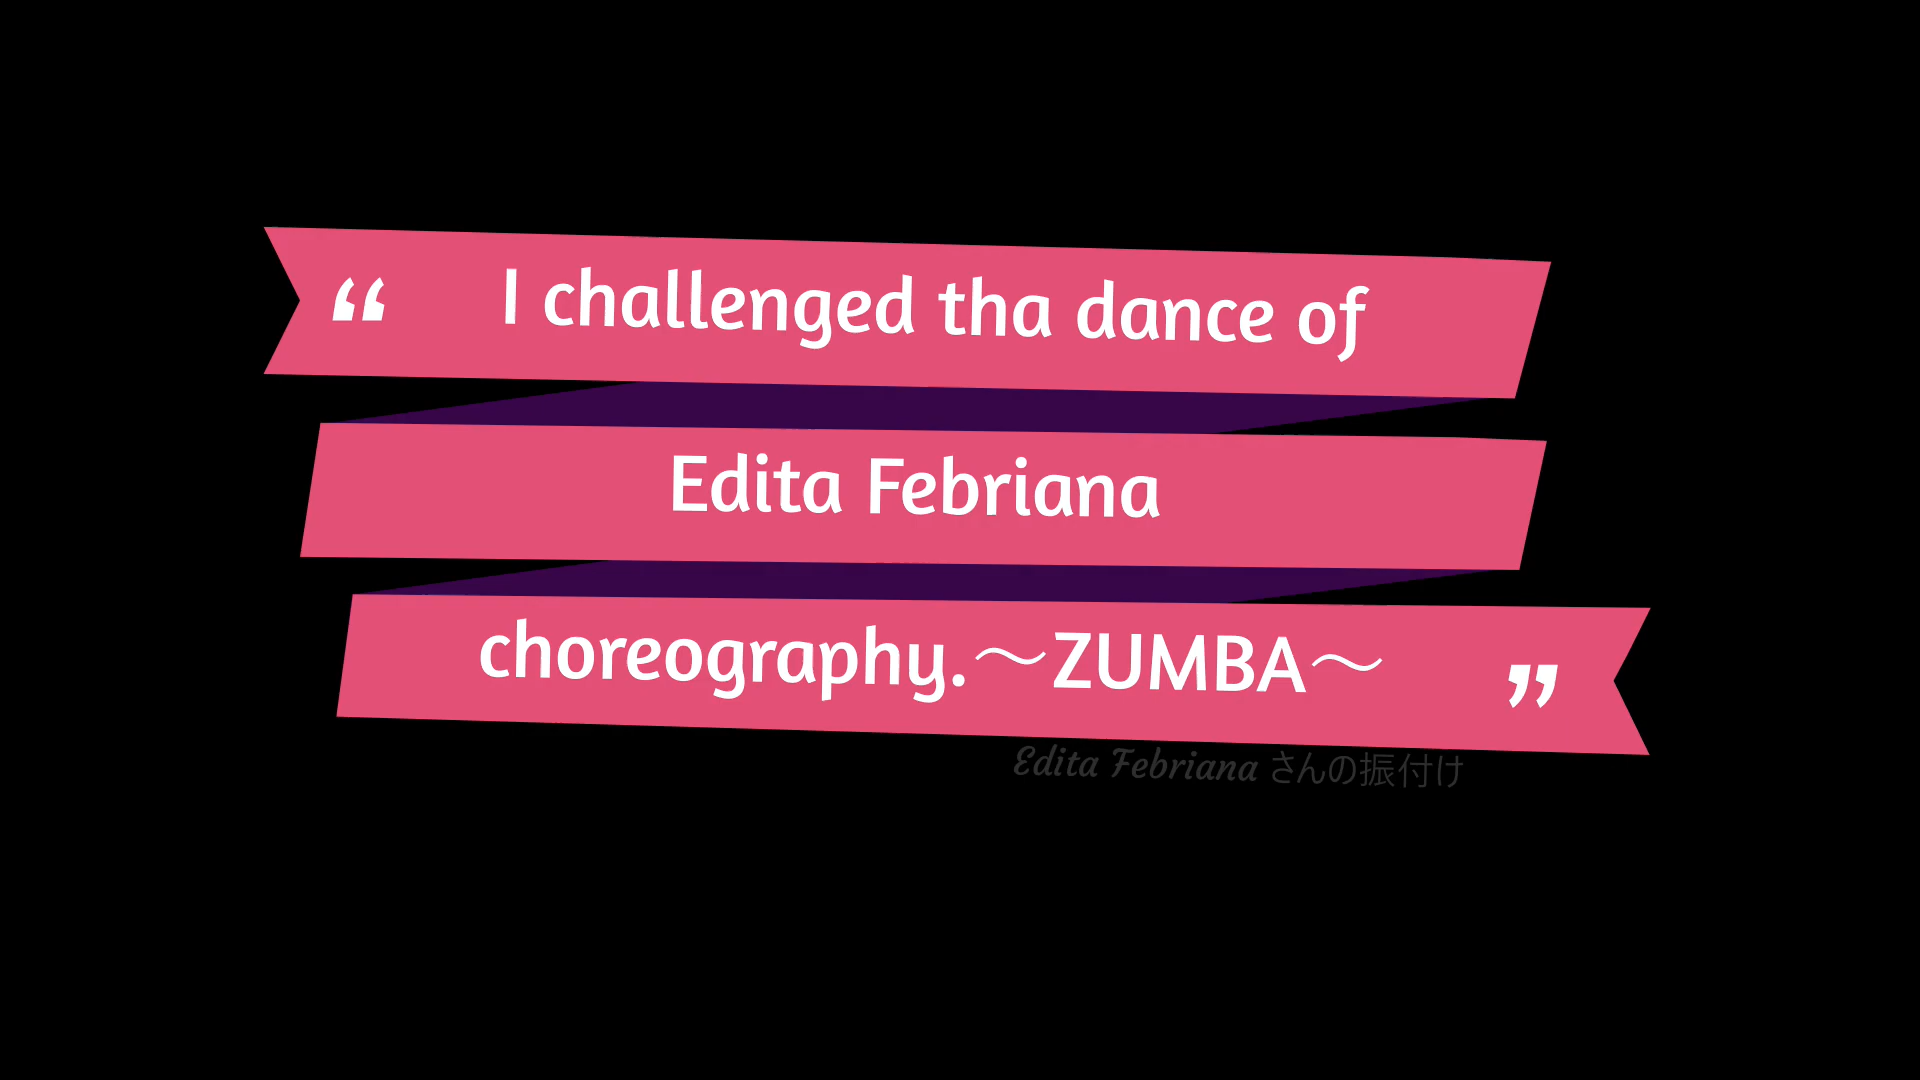 “ I challenged tha dance of
Edita Febriana
choreography.～ZUMBA～ ”
Edita Febriana さんの振付け